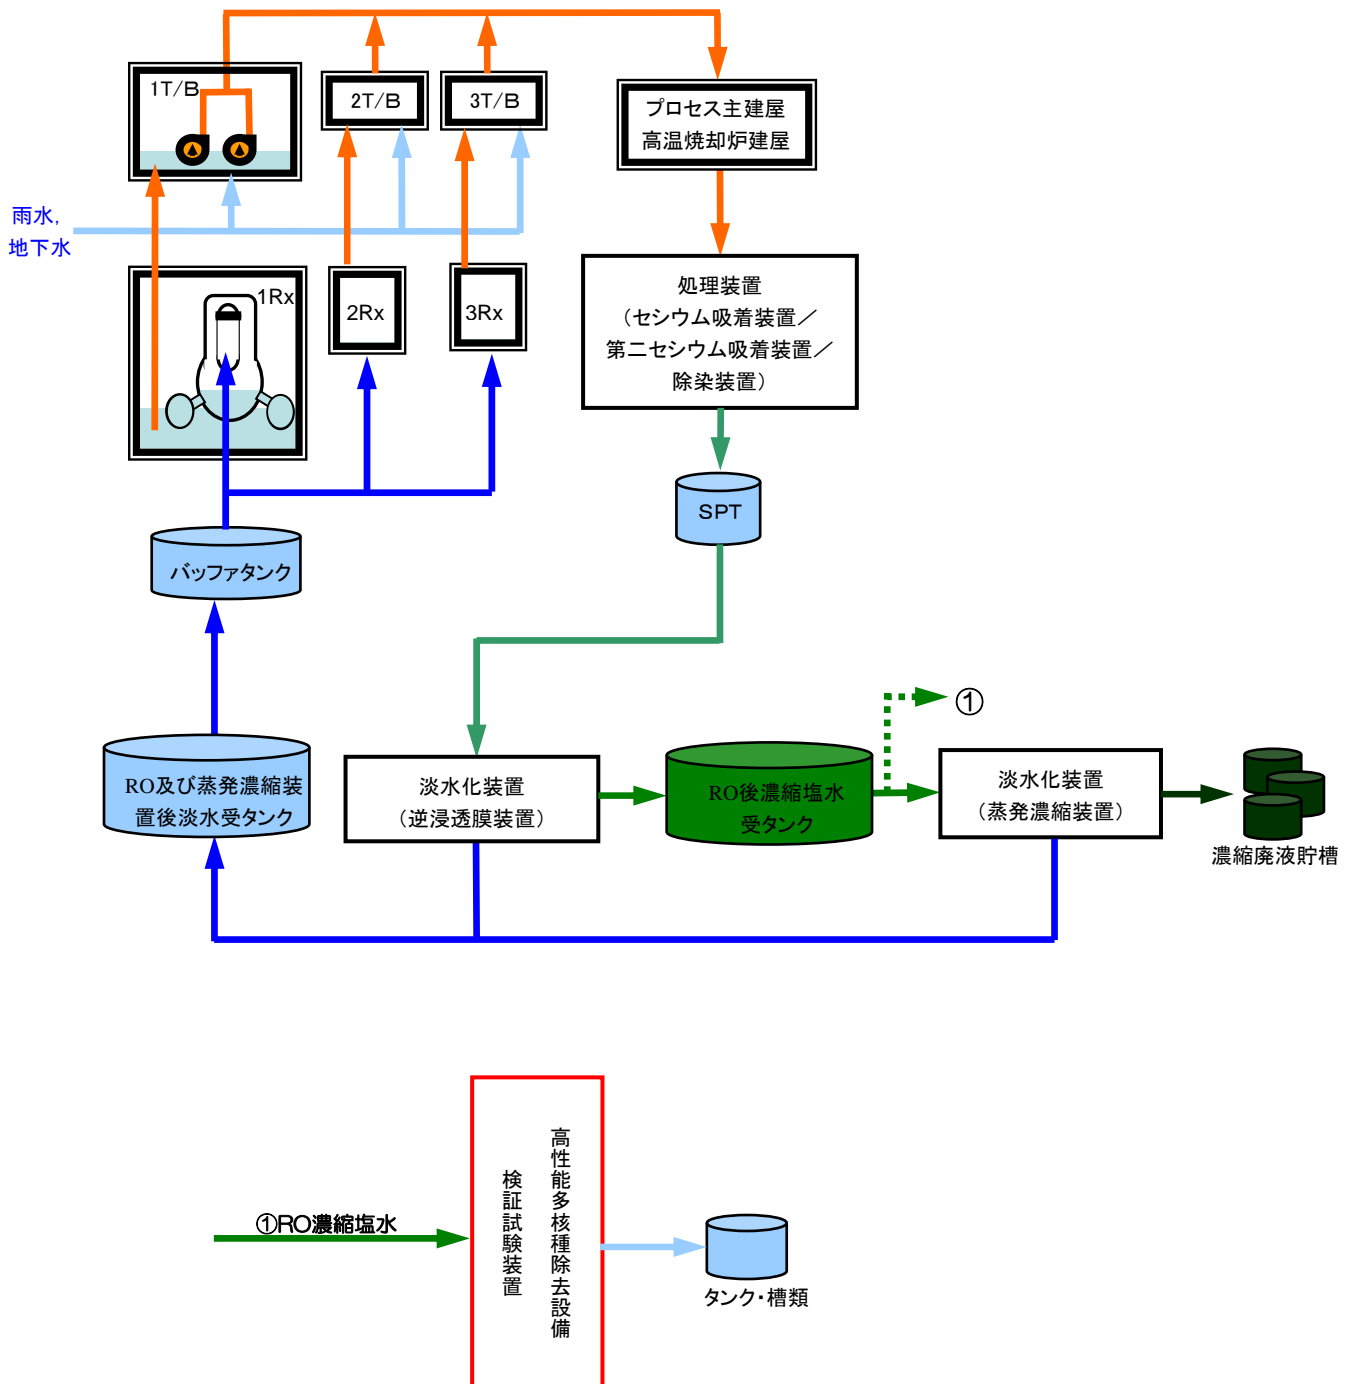 1T/B
2T/B
3T/B
プロセス主建屋
高温焼却炉建屋
雨水,
地下水
1Rx
2Rx
3Rx
処理装置
（セシウム吸着装置／
第二セシウム吸着装置／
除染装置）
SPT
バッファタンク
①
RO及び蒸発濃縮装
置後淡水受タンク
淡水化装置
（逆浸透膜装置）
RO後濃縮塩水
受タンク
淡水化装置
（蒸発濃縮装置）
濃縮廃液貯槽
①RO濃縮塩水
高性能多核種除去設備
検証試験装置
タンク・槽類